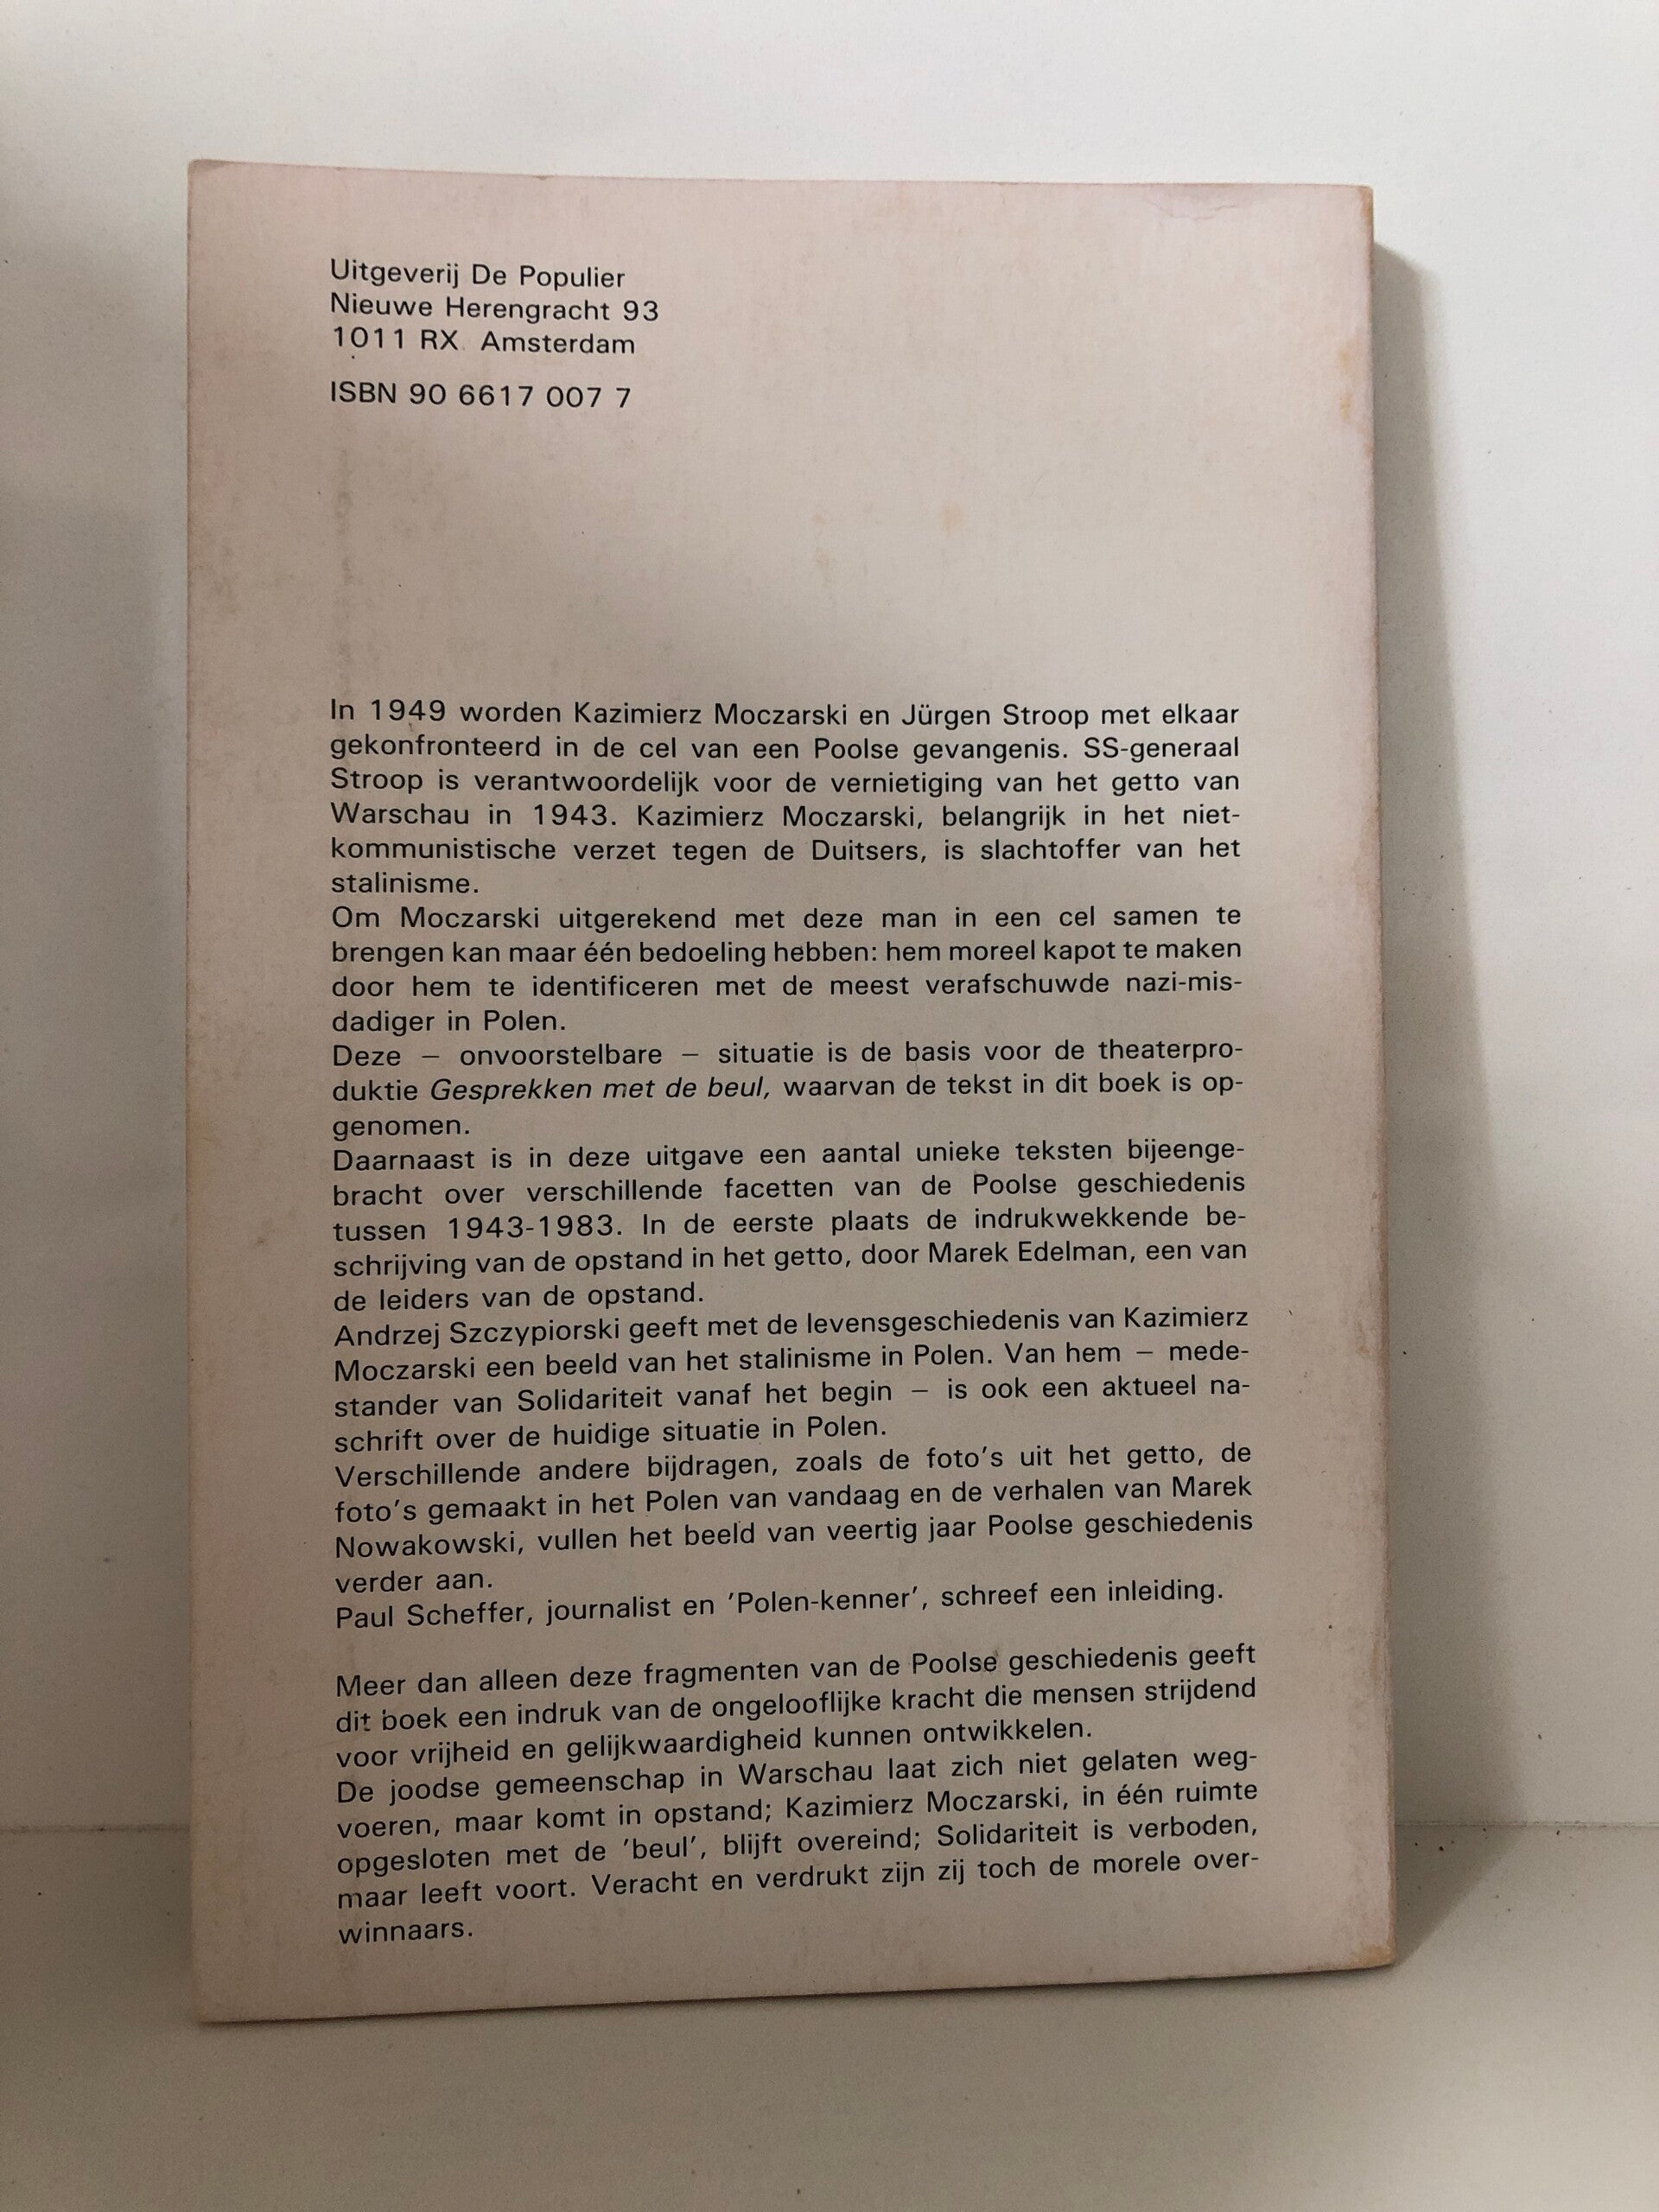 Uitgeverij De Populier
Nieuwe Herengracht 93
1011 RX Amsterdam
ISBN 90 6617 007 7
In 1949 worden Kazimierz Moczarski en Jürgen Stroop met elkaar
gekonfronteerd in de cel van een Poolse gevangenis. SS-generaal
Stroop is verantwoordelijk voor de vernietiging van het getto van
Warschau in 1943. Kazimierz Moczarski, belangrijk in het niet-
kommunistische verzet tegen de Duitsers, is slachtoffer van het
stalinisme.
Om Moczarski uitgerekend met deze man in een cel samen te
brengen kan maar één bedoeling hebben: hem moreel kapot te maken
door hem te identificeren met de meest verafschuwde nazi-mis-
dadiger in Polen.
Deze – onvoorstelbare – situatie is de basis voor de theaterpro-
duktie Gesprekken met de beul, waarvan de tekst in dit boek is op-
genomen.
Daarnaast is in deze uitgave een aantal unieke teksten bijeenge-
bracht over verschillende facetten van de Poolse geschiedenis
tussen 1943-1983. In de eerste plaats de indrukwekkende be-
schrijving van de opstand in het getto, door Marek Edelman, een van
de leiders van de opstand.
Andrzej Szczypiorski geeft met de levensgeschiedenis van Kazimierz
Moczarski een beeld van het stalinisme in Polen. Van hem – mede-
stander van Solidariteit vanaf het begin – is ook een aktueel na-
schrift over de huidige situatie in Polen.
Verschillende andere bijdragen, zoals de foto's uit het getto, de
foto's gemaakt in het Polen van vandaag en de verhalen van Marek
Nowakowski, vullen het beeld van veertig jaar Poolse geschiedenis
verder aan.
Paul Scheffer, journalist en 'Polen-kenner', schreef een inleiding.
Meer dan alleen deze fragmenten van de Poolse geschiedenis geeft
dit boek een indruk van de ongelooflijke kracht die mensen strijdend
voor vrijheid en gelijkwaardigheid kunnen ontwikkelen.
De joodse gemeenschap in Warschau laat zich niet gelaten weg-
voeren, maar komt in opstand; Kazimierz Moczarski, in één ruimte
opgesloten met de 'beul', blijft overeind; Solidariteit is verboden,
maar leeft voort. Veracht en verdrukt zijn zij toch de morele over-
winnaars.